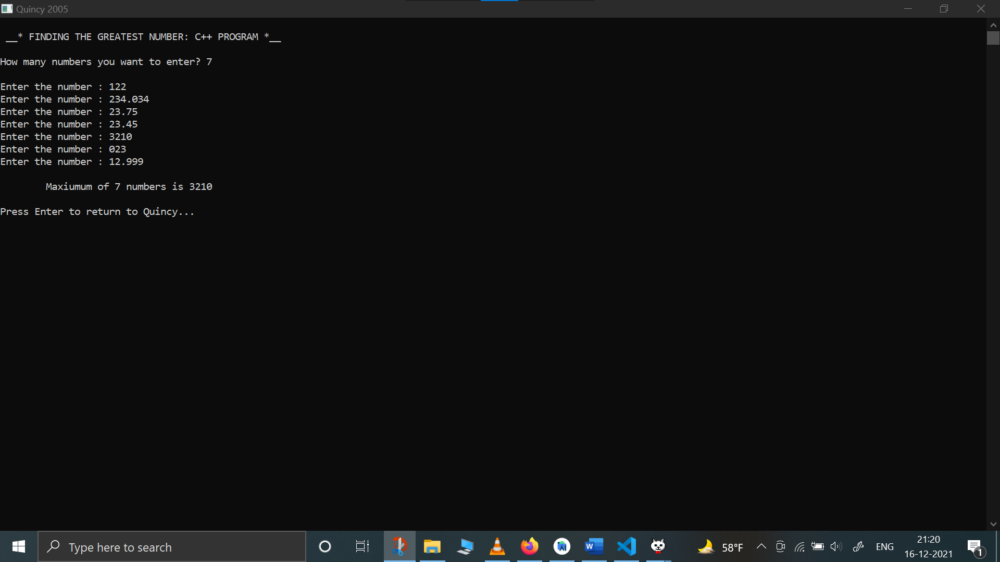 Quincy 2005
__* FINDING THE GREATEST NUMBER: C++ PROGRAM *__
How many numbers you want to enter? 7
Enter the number : 122
Enter the number : 234.034
Enter the number : 23.75
Enter the number : 23.45
Enter the number : 3210
Enter the number : 023
Enter the number : 12.999
Maxiumum of 7 numbers is 3210
Press Enter to return to Quincy...
Type here to search
W
58°F
ENG
21:20
16-12-2021
1